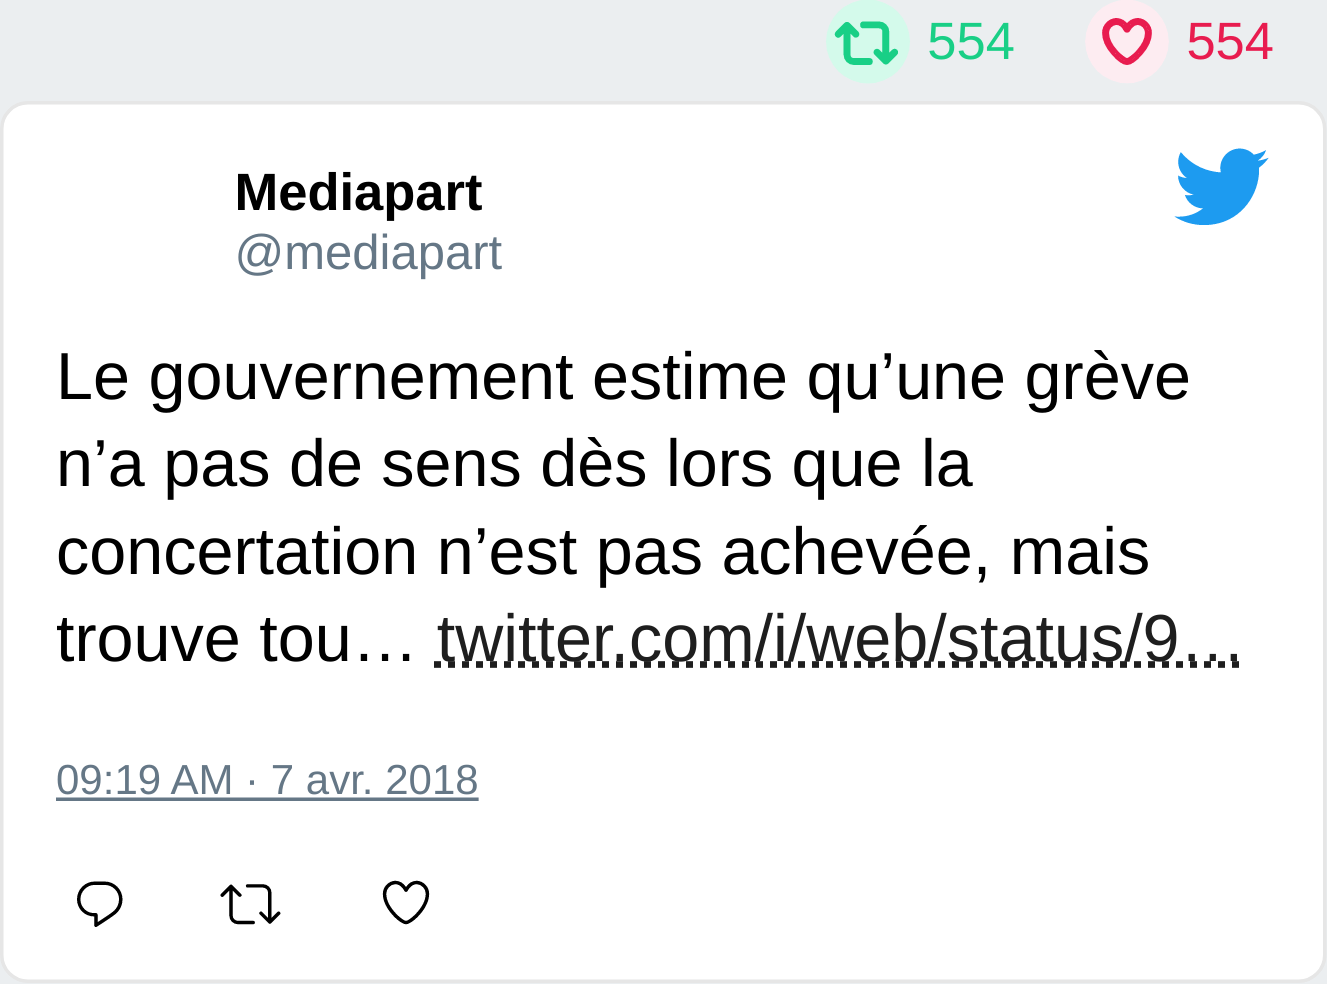 554 554
Mediapart
@mediapart
Le gouvernement estime qu’une grève
n’a pas de sens dès lors que la
concertation n’est pas achevée, mais
trouve tou… twitter.com/i/web/status/9…
09:19 AM · 7 avr. 2018